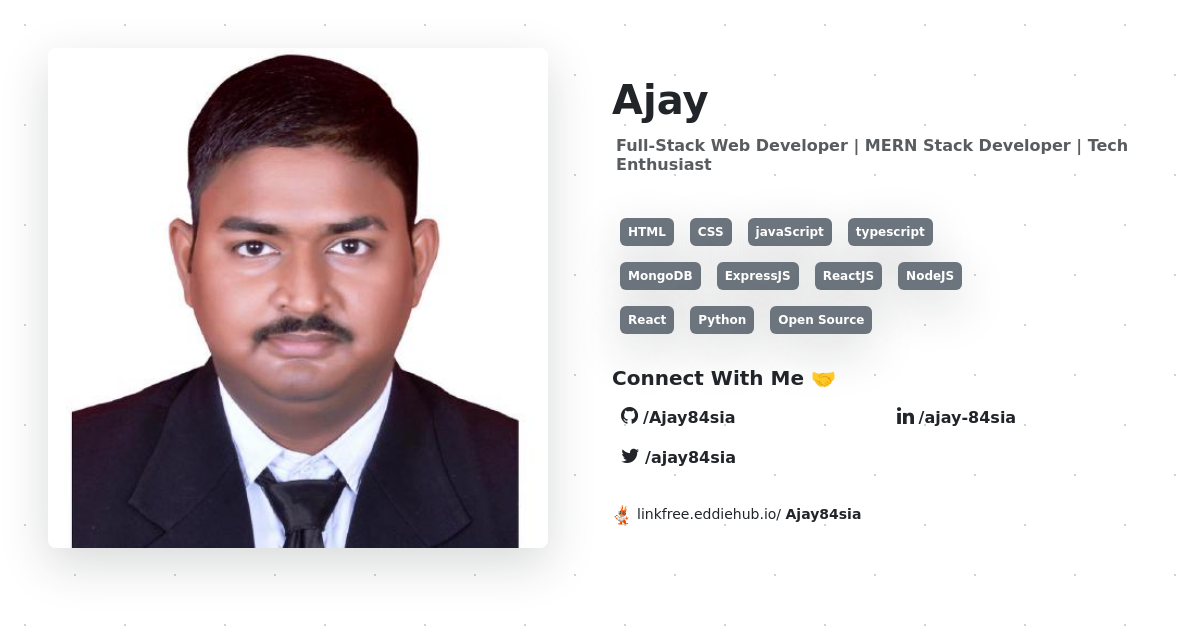 Ajay
Full-Stack Web Developer | MERN Stack Developer | Tech
Enthusiast
HTML CSS javaScript typescript
MongoDB ExpressJS ReactJS NodeJS
React Python Open Source
Connect With Me 🤝
/Ajay84sia /ajay-84sia
/ajay84sia
linkfree.eddiehub.io/ Ajay84sia